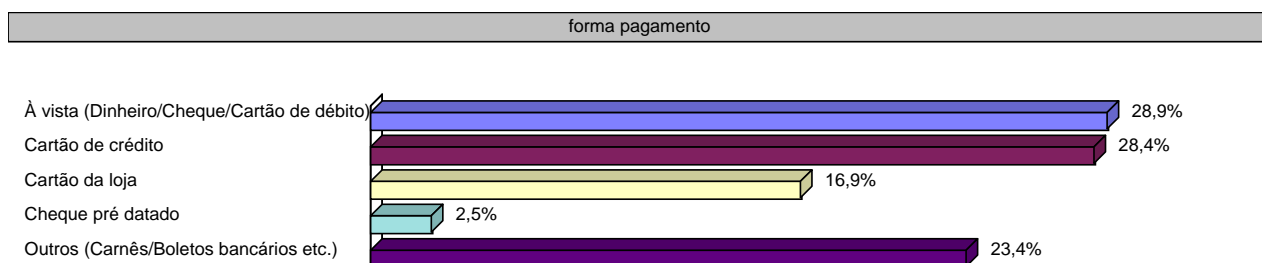 forma pagamento
À vista (Dinheiro/Cheque/Cartão de débito) 28,9%
Cartão de crédito 28,4%
Cartão da loja 16,9%
Cheque pré datado 2,5%
Outros (Carnês/Boletos bancários etc.) 23,4%